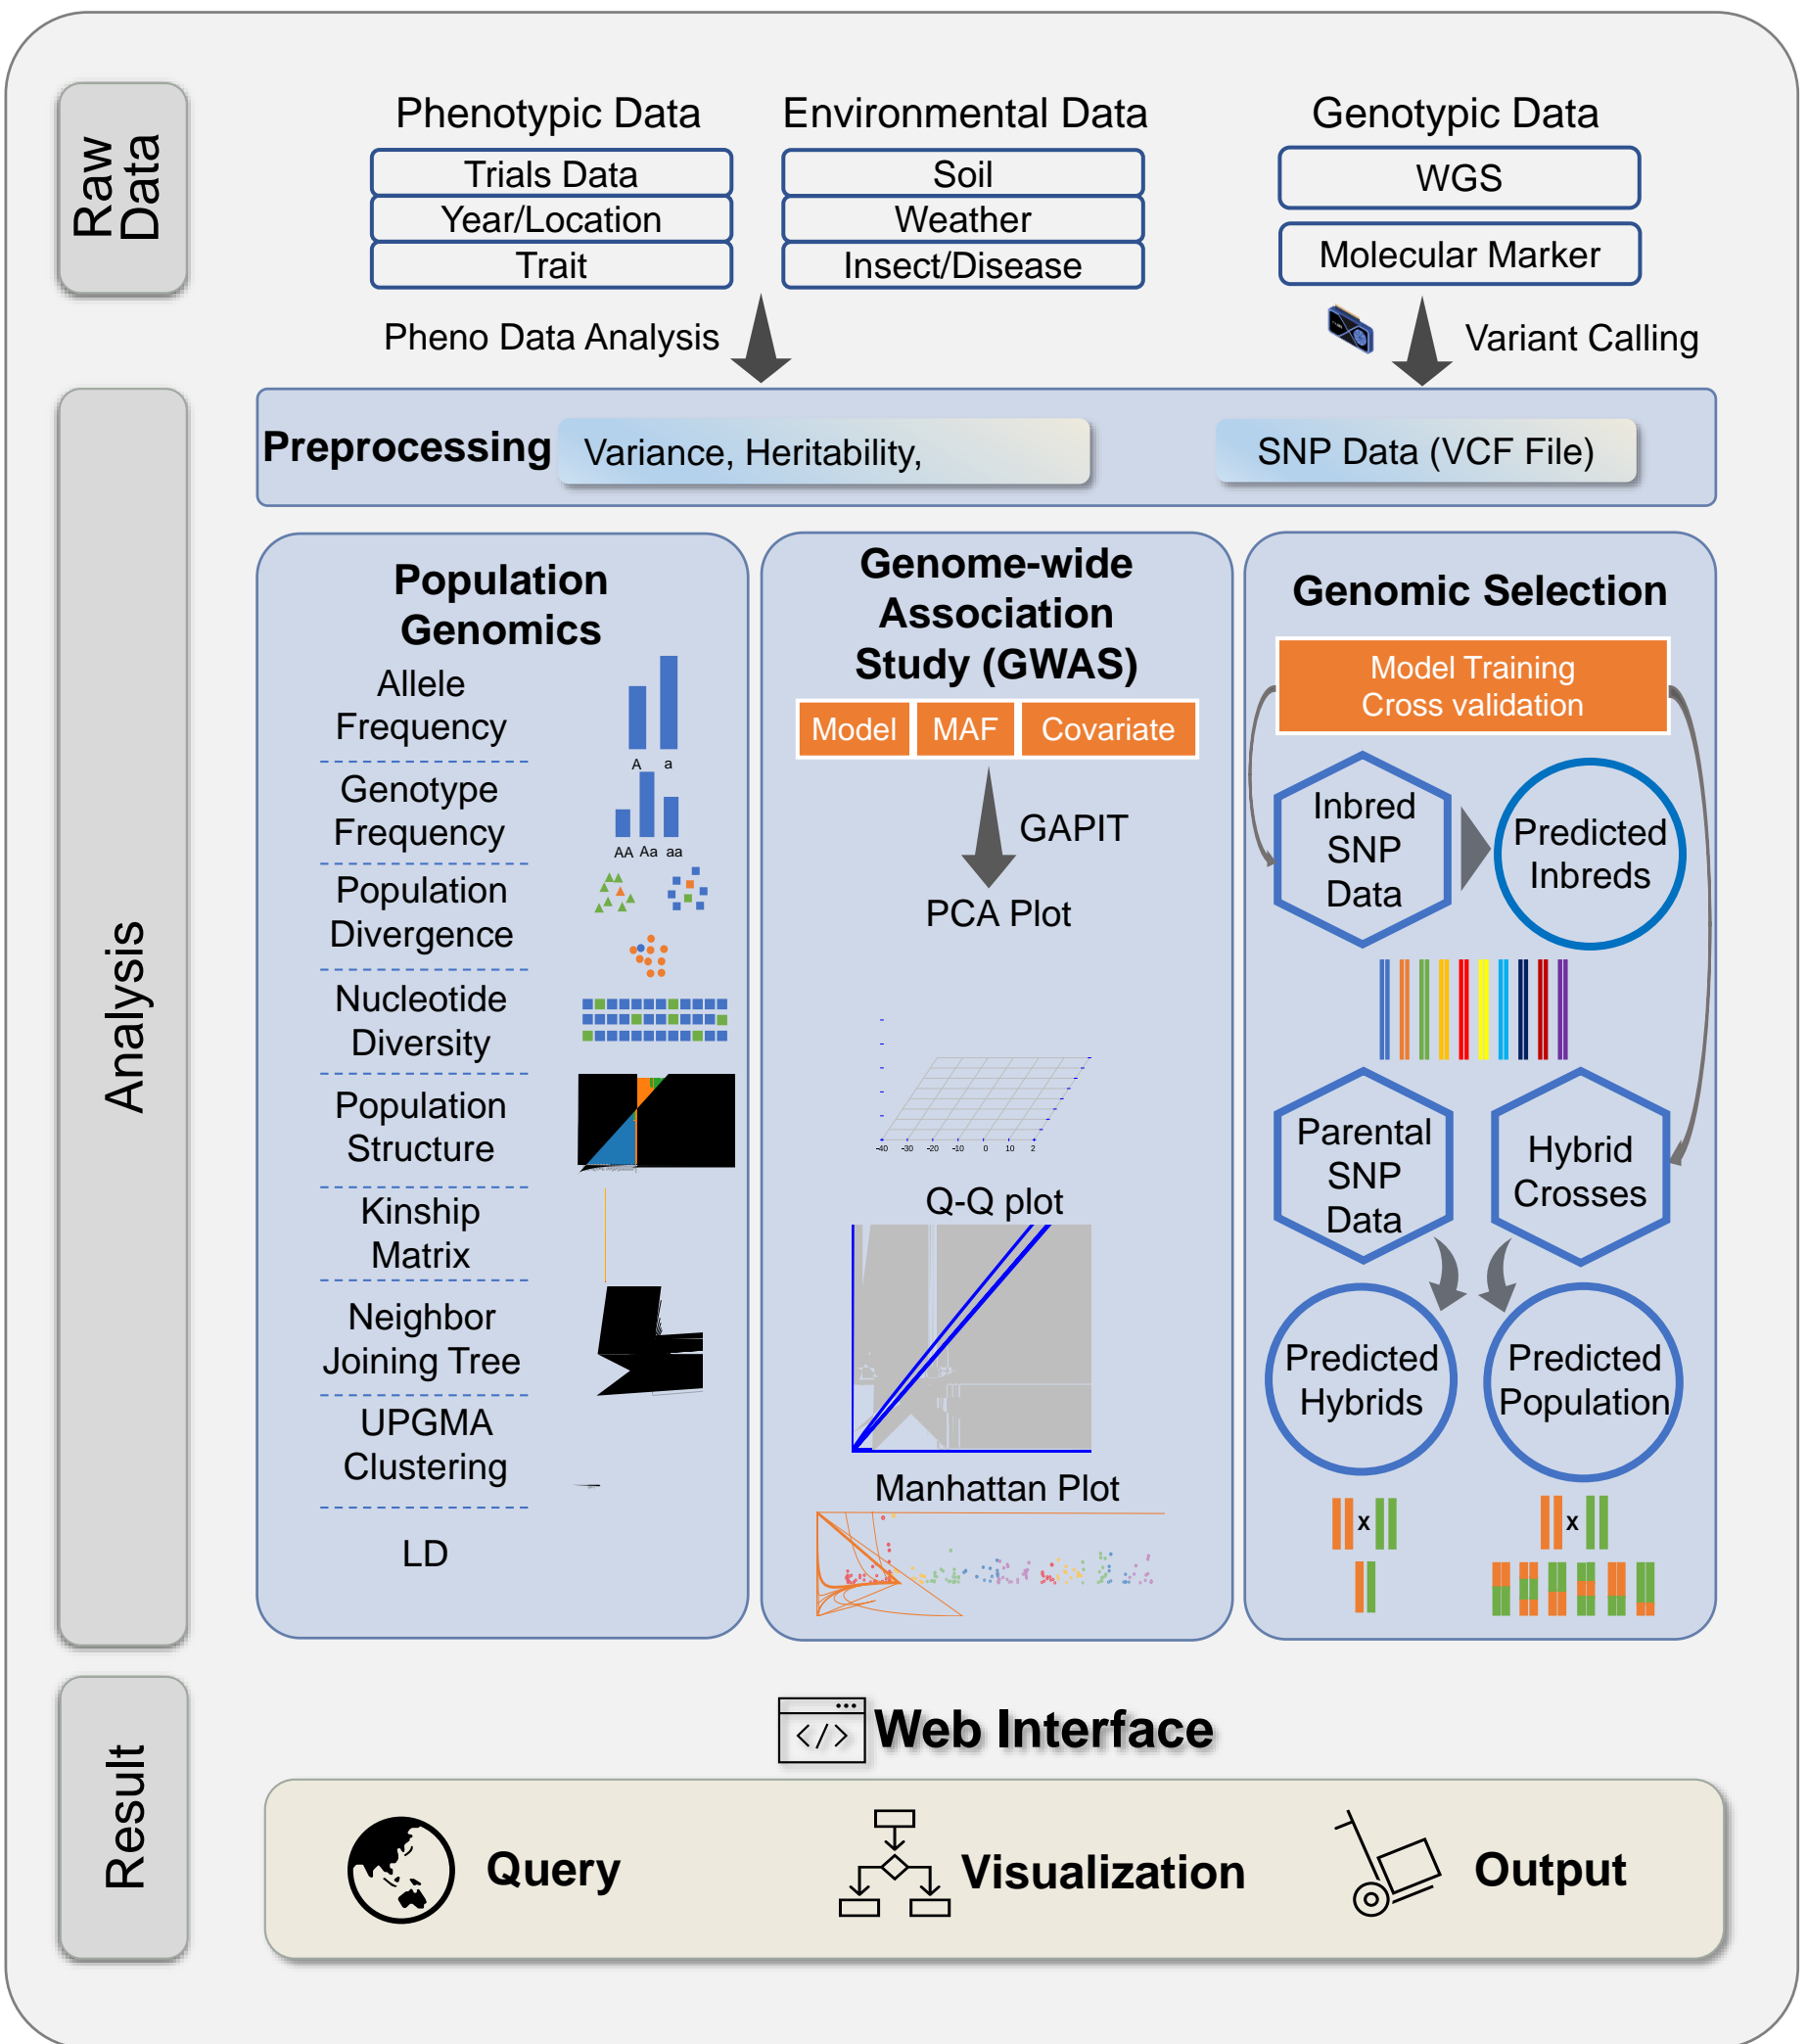 Raw
Data
Phenotypic Data
Trials Data
Year/Location
Trait
Environmental Data
Soil
Weather
Insect/Disease
Genotypic Data
WGS
Molecular Marker
Pheno Data Analysis
Variant Calling
Analysis
Preprocessing
Variance, Heritability,
SNP Data (VCF File)
Population
Genomics
Allele
Frequency
A a
Genotype
Frequency
AA Aa aa
Population
Divergence
Nucleotide
Diversity
Population
Structure
Kinship
Matrix
Neighbor
Joining Tree
UPGMA
Clustering
LD
Genome-wide
Association
Study (GWAS)
Model
MAF
Covariate
GAPIT
PCA Plot
-40 -30 -20 -10 0 10 2
Q-Q plot
Manhattan Plot
Genomic Selection
Model Training
Cross validation
Inbred
SNP
Data
Predicted
Inbreds
Parental
SNP
Data
Hybrid
Crosses
Predicted
Hybrids
Predicted
Population
x
x
Result
</> Web Interface
Query
Visualization
Output